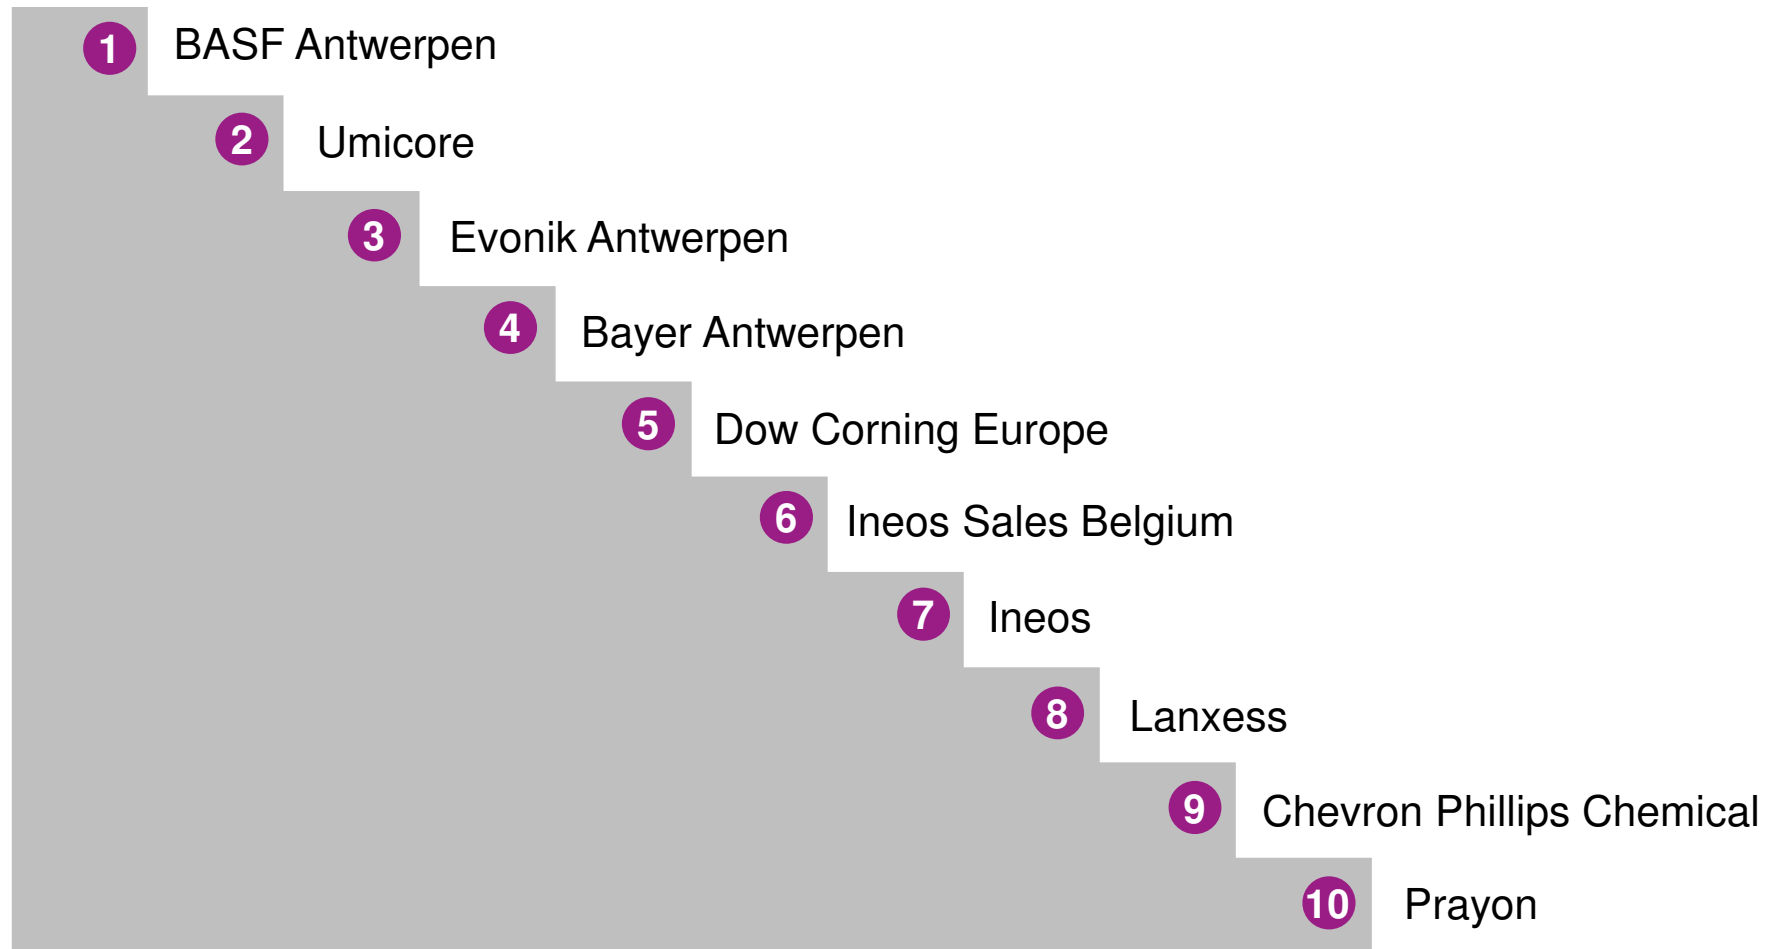 1 BASF Antwerpen
2 Umicore
3 Evonik Antwerpen
4 Bayer Antwerpen
5 Dow Corning Europe
6 Ineos Sales Belgium
7 Ineos
8 Lanxess
9 Chevron Phillips Chemical
10 Prayon